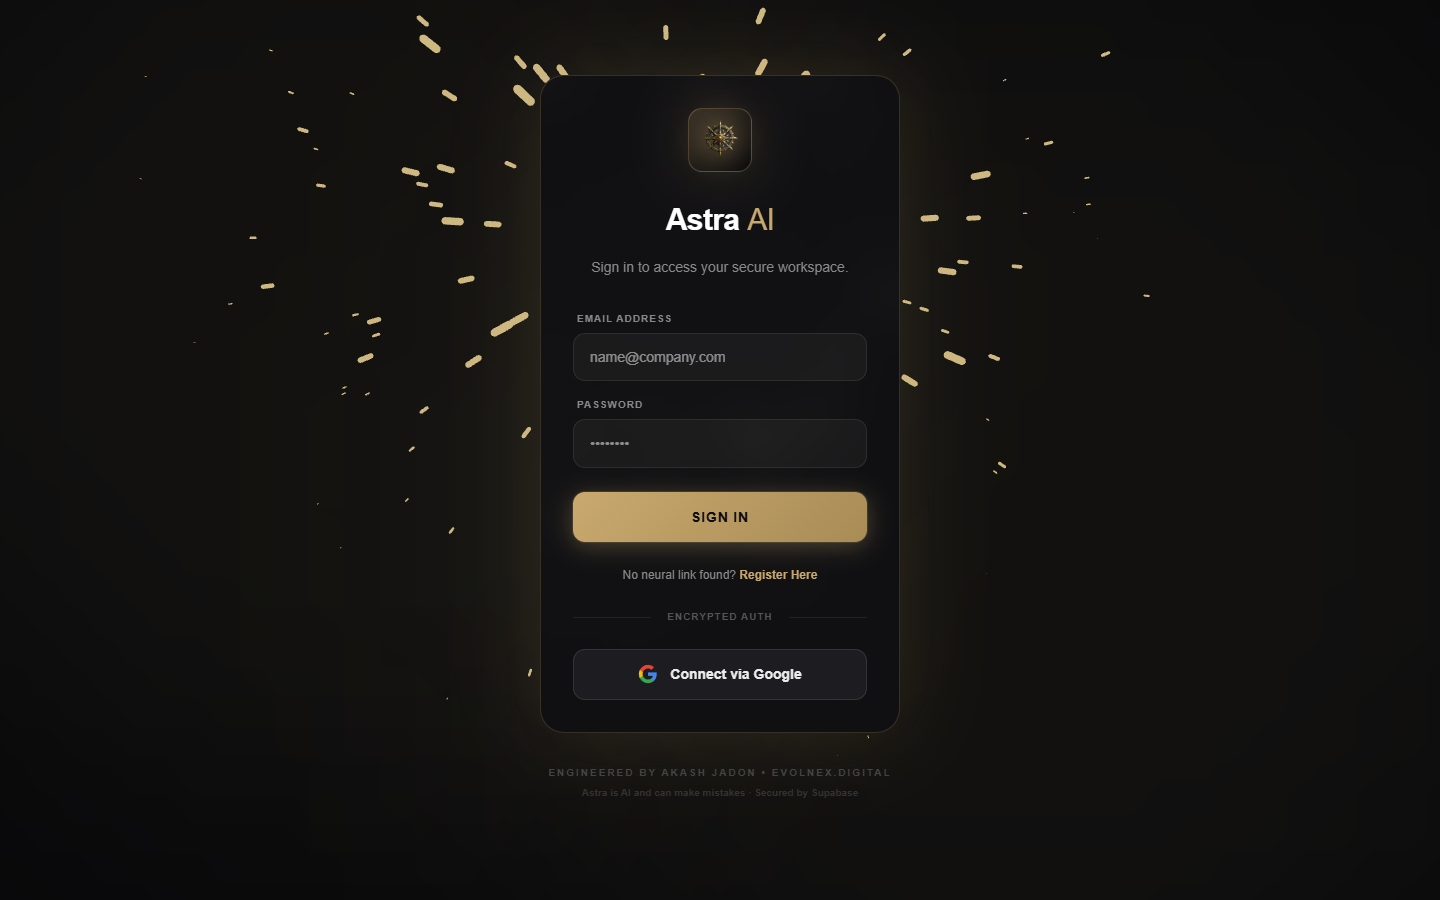 Astra AI
Sign in to access your secure workspace.
EMAIL ADDRESS
name@company.com
PASSWORD
••••••••
SIGN IN
No neural link found? Register Here
ENCRYPTED AUTH
Connect via Google
ENGINEERED BY AKASH JADON • EVOLNEX.DIGITAL
Astra is AI and can make mistakes · Secured by Supabase